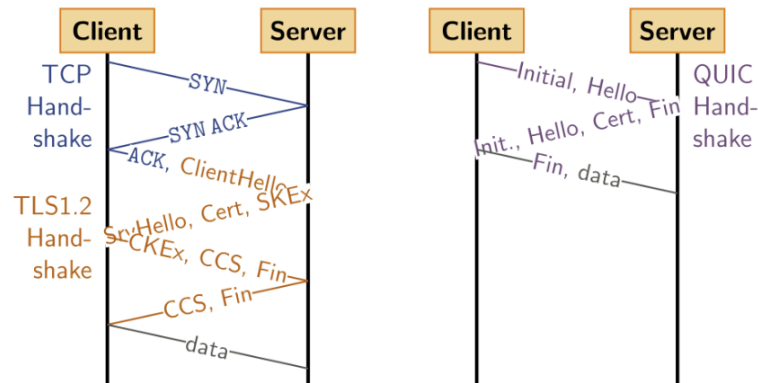 Client
Server
TCP
Hand-
shake
SYN
SYN ACK
ACK, ClientHello
SrvHello, Cert, SKEx
TLS1.2
Hand-
shake
CKEx, CCS, Fin
CCS, Fin
data
Client
Server
Initial, Hello
Init., Hello, Cert, Fin
Fin, data
QUIC
Hand-
shake